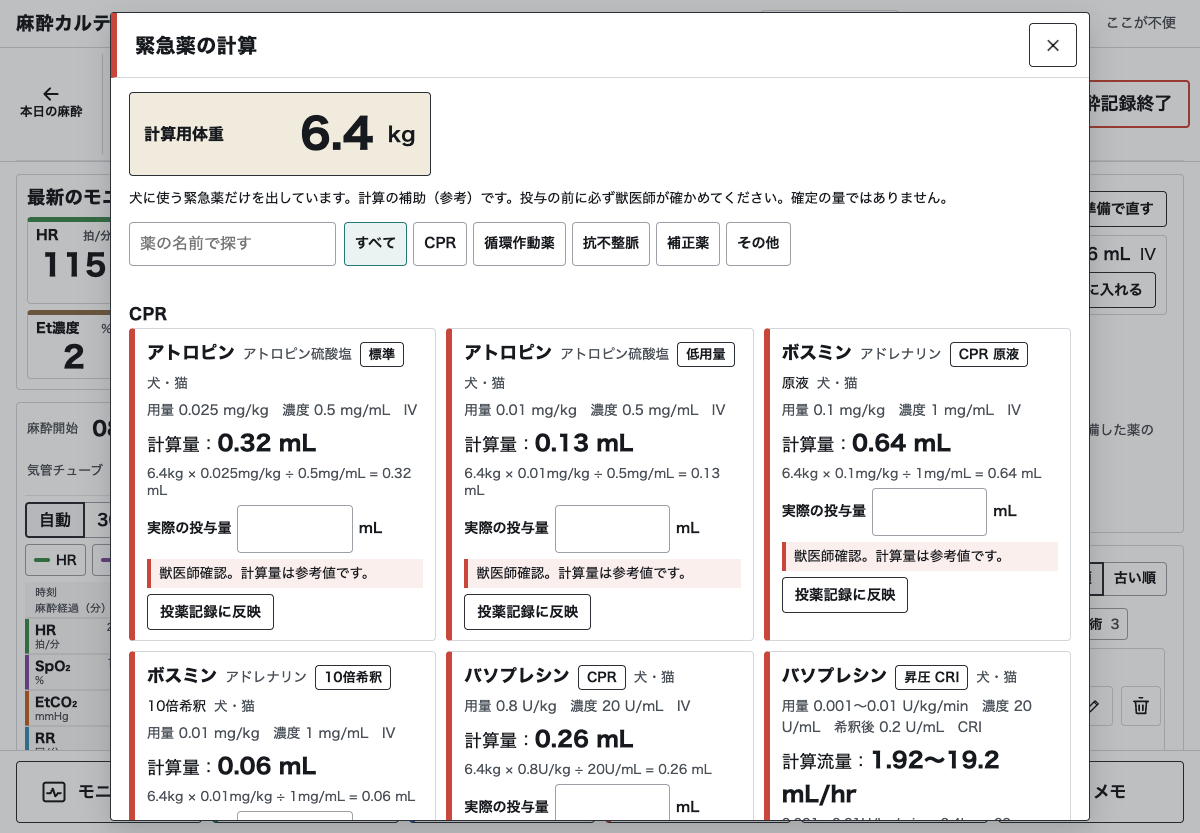 麻酔カルテ
ここが不便
緊急薬の計算
×
本日の麻酔
酔記録終了
計算用体重 6.4 kg
犬に使う緊急薬だけを出しています。計算の補助（参考）です。投与の前に必ず獣医師が確かめてください。確定の量ではありません。
薬の名前で探す
すべて
CPR
循環作動薬
抗不整脈
補正薬
その他
最新のモニ
HR 拍/分
115
Et濃度 %
2
準備で直す
6 mL IV
に入れる
CPR
アトロピン アトロピン硫酸塩 標準
犬・猫
用量 0.025 mg/kg 濃度 0.5 mg/mL IV
計算量：0.32 mL
6.4kg × 0.025mg/kg ÷ 0.5mg/mL = 0.32
mL
実際の投与量 mL
獣医師確認。計算量は参考値です。
投薬記録に反映
アトロピン アトロピン硫酸塩 低用量
犬・猫
用量 0.01 mg/kg 濃度 0.5 mg/mL IV
計算量：0.13 mL
6.4kg × 0.01mg/kg ÷ 0.5mg/mL = 0.13
mL
実際の投与量 mL
獣医師確認。計算量は参考値です。
投薬記録に反映
ボスミン アドレナリン CPR 原液
原液 犬・猫
用量 0.1 mg/kg 濃度 1 mg/mL IV
計算量：0.64 mL
6.4kg × 0.1mg/kg ÷ 1mg/mL = 0.64 mL
実際の投与量 mL
獣医師確認。計算量は参考値です。
投薬記録に反映
ボスミン アドレナリン 10倍希釈
10倍希釈 犬・猫
用量 0.01 mg/kg 濃度 1 mg/mL IV
計算量：0.06 mL
6.4kg × 0.01mg/kg ÷ 1mg/mL = 0.06 mL
バソプレシン CPR 犬・猫
用量 0.8 U/kg 濃度 20 U/mL IV
計算量：0.26 mL
6.4kg × 0.8U/kg ÷ 20U/mL = 0.26 mL
実際の投与量 mL
バソプレシン 昇圧 CRI 犬・猫
用量 0.001〜0.01 U/kg/min 濃度 20
U/mL 希釈後 0.2 U/mL CRI
計算流量：1.92〜19.2
mL/hr
麻酔開始
気管チューブ
自動
HR
時刻
麻酔経過（分）
HR
拍/分
SpO₂
%
EtCO₂
mmHg
RR
モニ
備した薬の
古い順
術 3
メモ